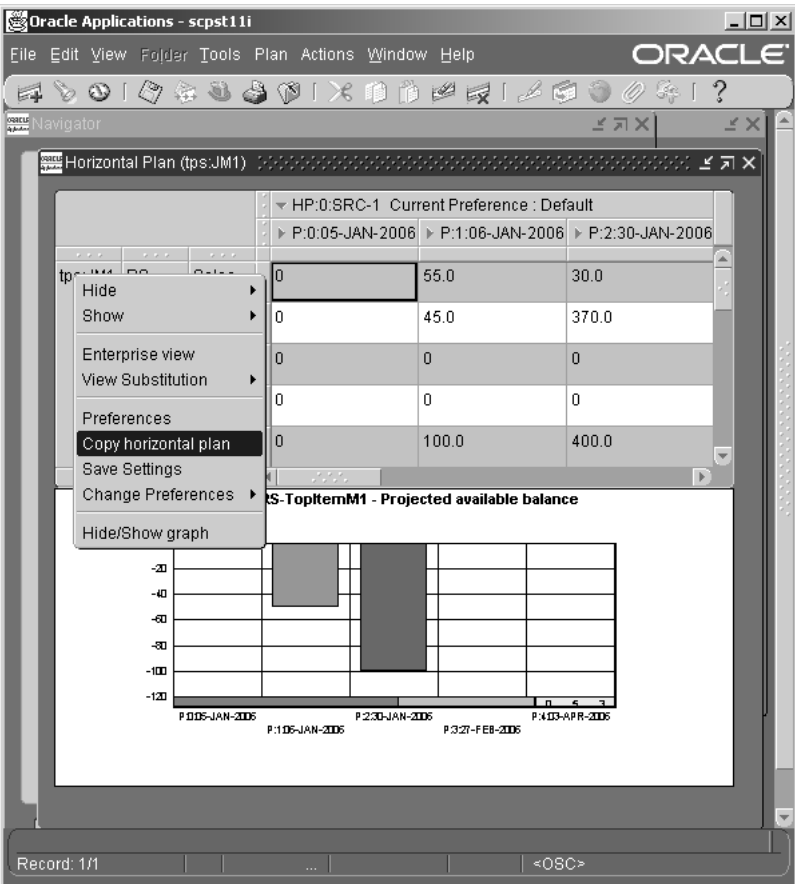 Oracle Applications - scpst11i
File Edit View Folder Tools Plan Actions Window Help ORACLE
Navigator
Horizontal Plan (tps:JM1)
HP:0:SRC-1 Current Preference : Default
P:0:05-JAN-2006 P:1:06-JAN-2006 P:2:30-JAN-2006
0 55.0 30.0
0 45.0 370.0
0 0 0
0 0 0
0 100.0 400.0
Hide
Show
Enterprise view
View Substitution
Preferences
Copy horizontal plan
Save Settings
Change Preferences
Hide/Show graph
RS-TopItemM1 - Projected available balance
-20
-40
-60
-80
-100
-120
P:0:05-JAN-2006 P:1:06-JAN-2006 P:2:30-JAN-2006 P:3:27-FEB-2006 P:4:03-APR-2006
Record: 1/1 ... <OSC>